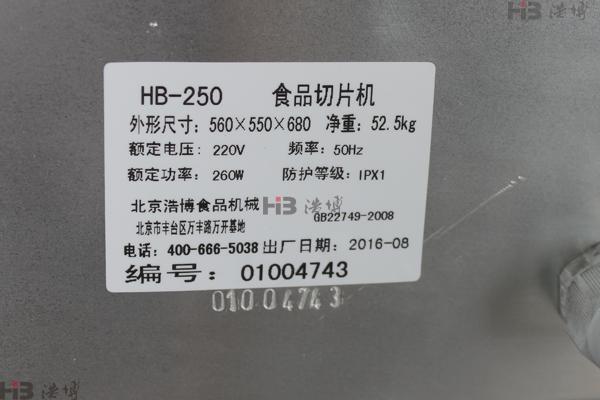 HB 浩博
HB-250 食品切片机
外形尺寸：560×550×680 净重：52.5kg
额定电压：220V 频率：50Hz
额定功率：260W 防护等级：IPX1
北京浩博食品机械 HB 浩博
GB22749-2008
北京市丰台区万丰路万开基地
电话：400-666-5038 出厂日期：2016-08
编号：01004743
01004743
HB 浩博